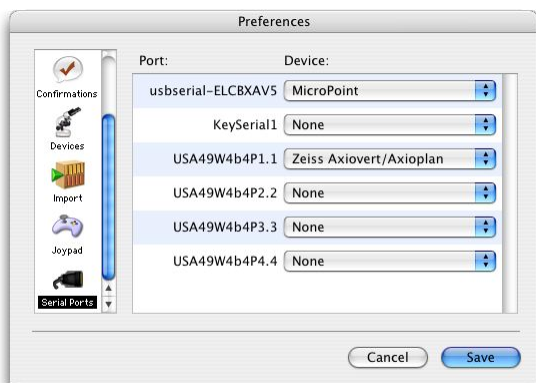 Preferences
Confirmations
Devices
Import
Joypad
Serial Ports
Port: Device:
usbserial-ELCBXAV5 MicroPoint
KeySerial1 None
USA49W4b4P1.1 Zeiss Axiovert/Axioplan
USA49W4b4P2.2 None
USA49W4b4P3.3 None
USA49W4b4P4.4 None
Cancel Save